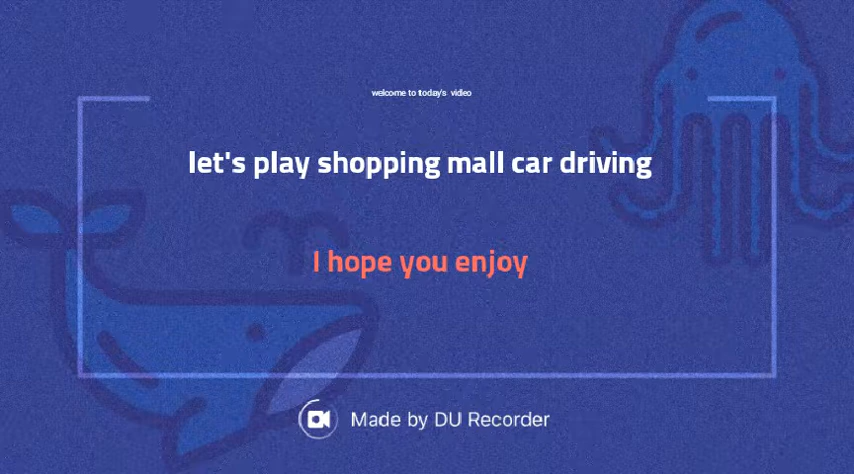 welcome to today's video
let's play shopping mall car driving
I hope you enjoy
Made by DU Recorder